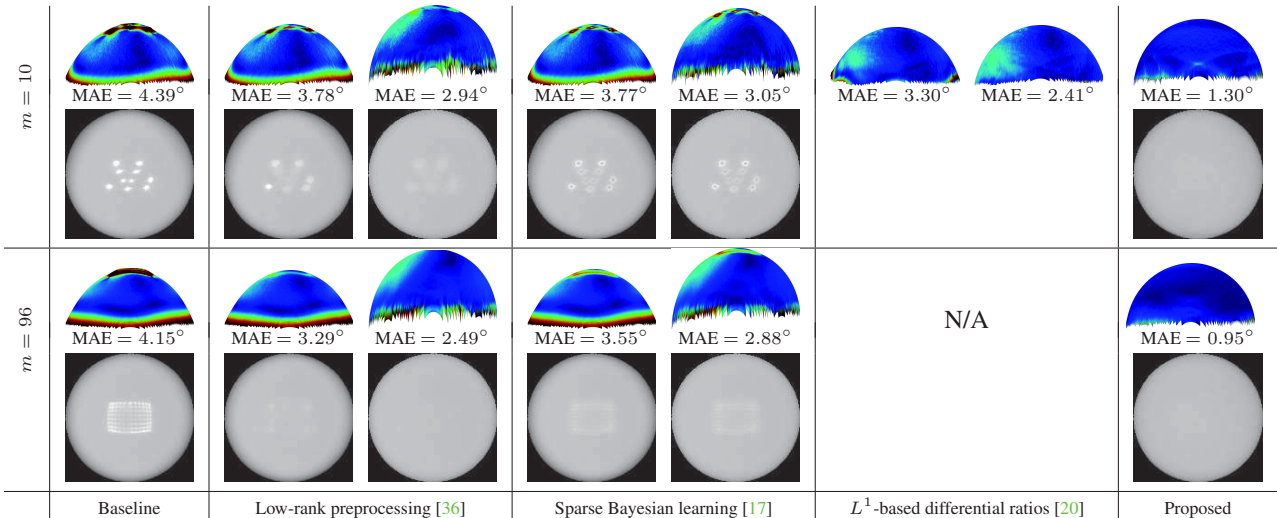 m = 10
MAE = 4.39°
MAE = 3.78°
MAE = 2.94°
MAE = 3.77°
MAE = 3.05°
MAE = 3.30°
MAE = 2.41°
MAE = 1.30°
m = 96
MAE = 4.15°
MAE = 3.29°
MAE = 2.49°
MAE = 3.55°
MAE = 2.88°
N/A
MAE = 0.95°
Baseline
Low-rank preprocessing [36]
Sparse Bayesian learning [17]
L¹-based differential ratios [20]
Proposed